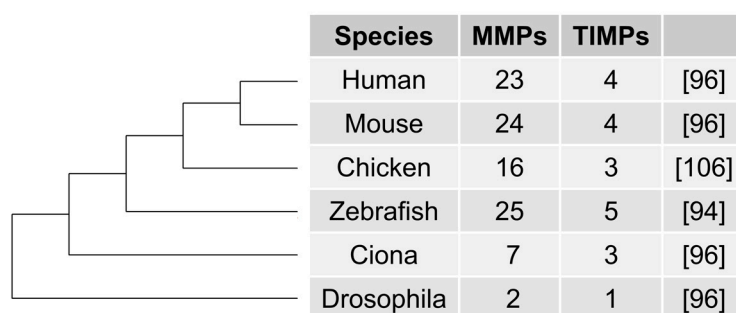 Species MMPs TIMPs
Human 23 4 [96]
Mouse 24 4 [96]
Chicken 16 3 [106]
Zebrafish 25 5 [94]
Ciona 7 3 [96]
Drosophila 2 1 [96]